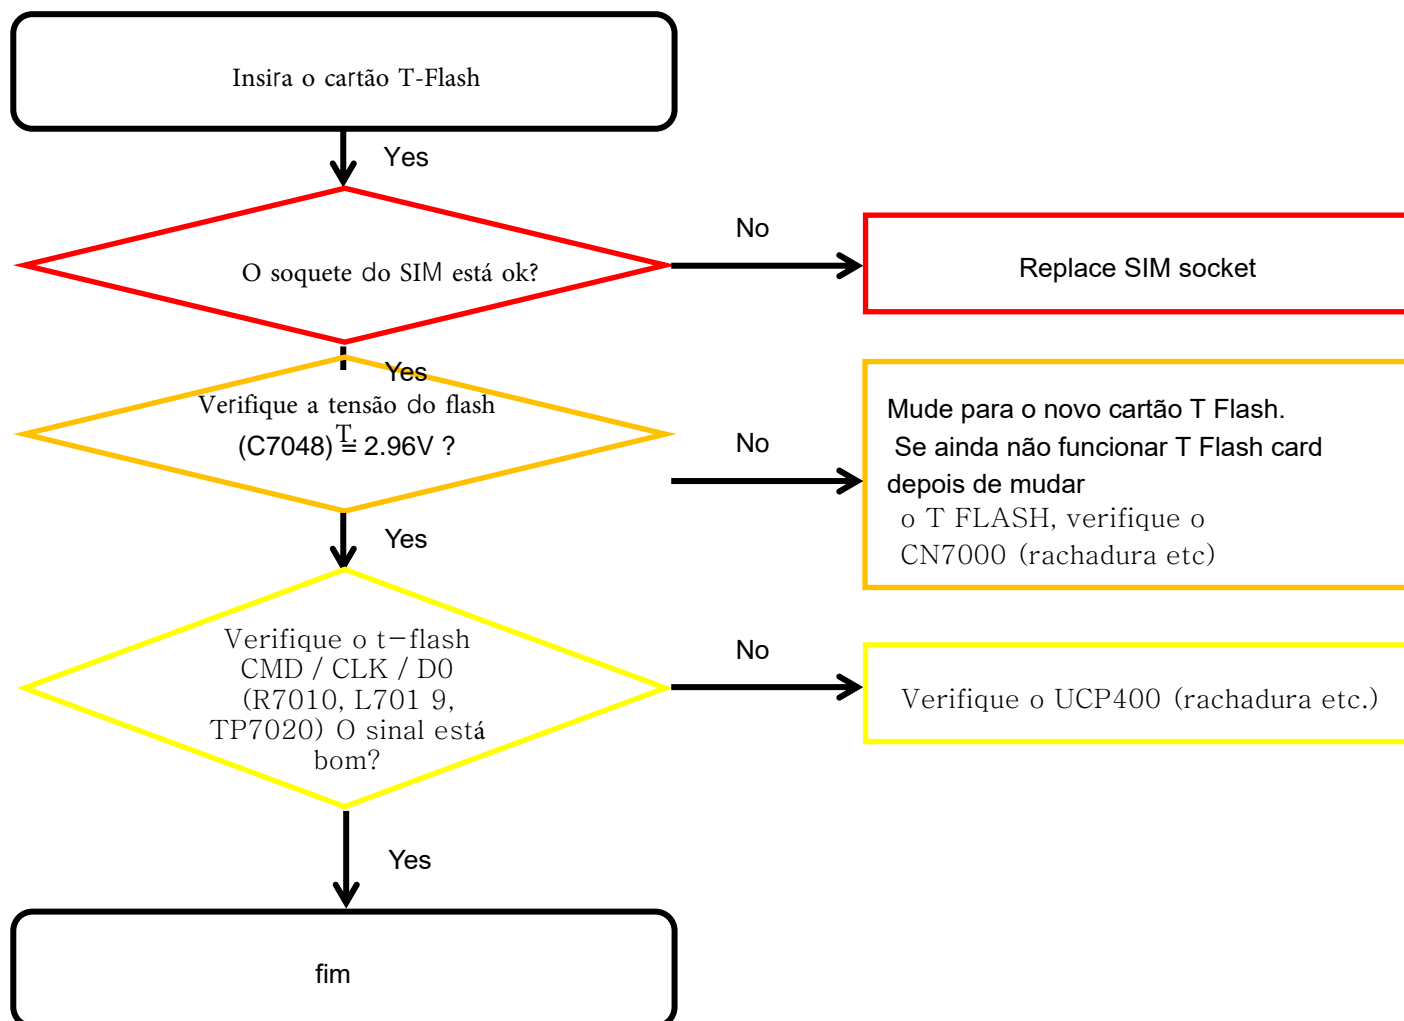 Insira o cartão T-Flash
Yes
O soquete do SIM está ok?
No
Replace SIM socket
Yes
Verifique a tensão do flash
T
(C7048) = 2.96V ?
No
Mude para o novo cartão T Flash.
Se ainda não funcionar T Flash card
depois de mudar
o T FLASH, verifique o
CN7000 (rachadura etc)
Yes
Verifique o t-flash
CMD / CLK / D0
(R7010, L701 9,
TP7020) O sinal está
bom?
No
Verifique o UCP400 (rachadura etc.)
Yes
fim